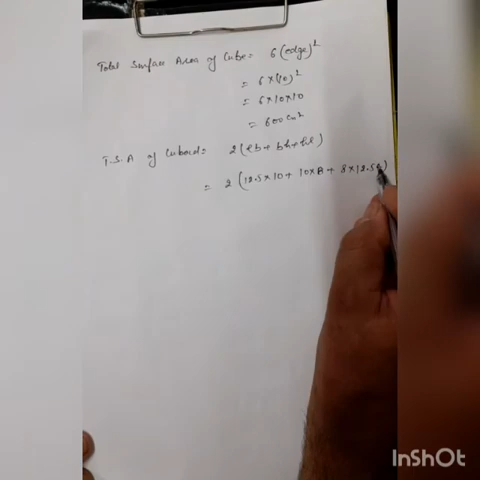 Total Surface Area of Cube = 6 (edge)²
= 6 × (10)²
= 6×10×10
= 600 cm²
T.S.A of Cuboid = 2 (lb + bh + hl)
= 2 (12.5×10 + 10×8 + 8×12.5)
InShOt